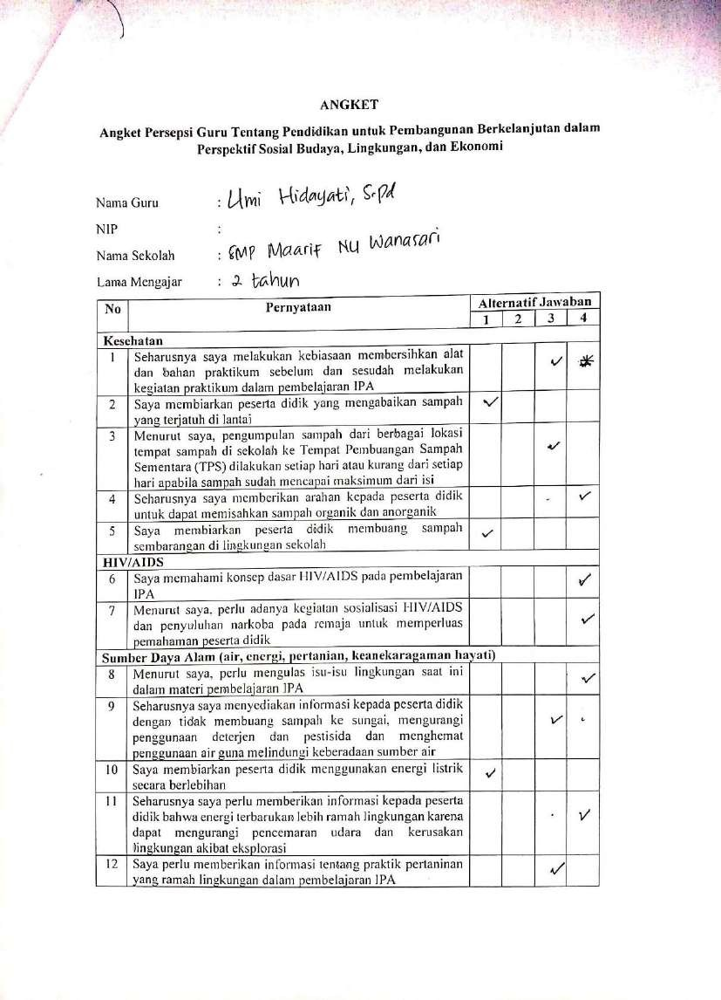 ANGKET
Angket Persepsi Guru Tentang Pendidikan untuk Pembangunan Berkelanjutan dalam
Perspektif Sosial Budaya, Lingkungan, dan Ekonomi
Nama Guru : Umi Hidayati, S.Pd
NIP :
Nama Sekolah : SMP Maarif NU Wanasari
Lama Mengajar : 2 tahun
No Pernyataan Alternatif Jawaban
1 2 3 4
Kesehatan
1 Seharusnya saya melakukan kebiasaan membersihkan alat ✓
dan bahan praktikum sebelum dan sesudah melakukan
kegiatan praktikum dalam pembelajaran IPA
2 Saya membiarkan peserta didik yang mengabaikan sampah ✓
yang terjatuh di lantai
3 Menurut saya, pengumpulan sampah dari berbagai lokasi
tempat sampah di sekolah ke Tempat Pembuangan Sampah ✓
Sementara (TPS) dilakukan setiap hari atau kurang dari setiap
hari apabila sampah sudah mencapai maksimum dari isi
4 Seharusnya saya memberikan arahan kepada peserta didik ✓
untuk dapat memisahkan sampah organik dan anorganik
5 Saya membiarkan peserta didik membuang sampah ✓
sembarangan di lingkungan sekolah
HIV/AIDS
6 Saya memahami konsep dasar HIV/AIDS pada pembelajaran ✓
IPA
7 Menurut saya, perlu adanya kegiatan sosialisasi HIV/AIDS ✓
dan penyuluhan narkoba pada remaja untuk memperluas
pemahaman peserta didik
Sumber Daya Alam (air, energi, pertanian, keanekaragaman hayati)
8 Menurut saya, perlu mengulas isu-isu lingkungan saat ini ✓
dalam materi pembelajaran IPA
9 Seharusnya saya menyediakan informasi kepada peserta didik
dengan tidak membuang sampah ke sungai, mengurangi ✓
penggunaan deterjen dan pestisida dan menghemat
penggunaan air guna melindungi keberadaan sumber air
10 Saya membiarkan peserta didik menggunakan energi listrik ✓
secara berlebihan
11 Seharusnya saya perlu memberikan informasi kepada peserta
didik bahwa energi terbarukan lebih ramah lingkungan karena ✓
dapat mengurangi pencemaran udara dan kerusakan
lingkungan akibat eksplorasi
12 Saya perlu memberikan informasi tentang praktik pertaninan ✓
yang ramah lingkungan dalam pembelajaran IPA